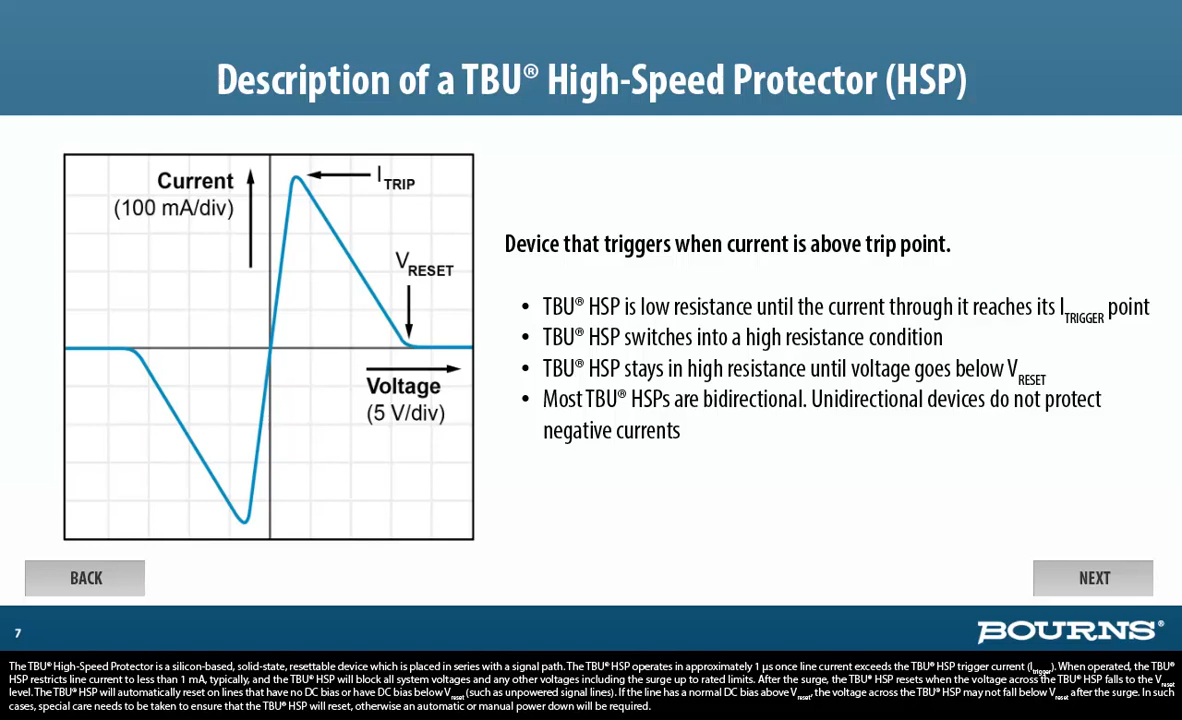 Description of a TBU® High-Speed Protector (HSP)
Current
(100 mA/div)
ITRIP
VRESET
Voltage
(5 V/div)
Device that triggers when current is above trip point.
• TBU® HSP is low resistance until the current through it reaches its ITRIGGER point
• TBU® HSP switches into a high resistance condition
• TBU® HSP stays in high resistance until voltage goes below VRESET
• Most TBU® HSPs are bidirectional. Unidirectional devices do not protect
negative currents
BACK
NEXT
7
BOURNS®
The TBU® High-Speed Protector is a silicon-based, solid-state, resettable device which is placed in series with a signal path. The TBU® HSP operates in approximately 1 µs once line current exceeds the TBU® HSP trigger current (Itrigger). When operated, the TBU®
HSP restricts line current to less than 1 mA, typically, and the TBU® HSP will block all system voltages and any other voltages including the surge up to rated limits. After the surge, the TBU® HSP resets when the voltage across the TBU® HSP falls to the Vreset
level. The TBU® HSP will automatically reset on lines that have no DC bias or have DC bias below Vreset (such as unpowered signal lines). If the line has a normal DC bias above Vreset, the voltage across the TBU® HSP may not fall below Vreset after the surge. In such
cases, special care needs to be taken to ensure that the TBU® HSP will reset, otherwise an automatic or manual power down will be required.